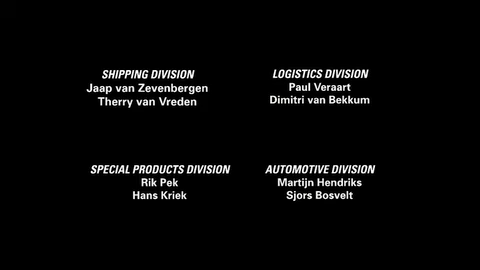 SHIPPING DIVISION
Jaap van Zevenbergen
Therry van Vreden
LOGISTICS DIVISION
Paul Veraart
Dimitri van Bekkum
SPECIAL PRODUCTS DIVISION
Rik Pek
Hans Kriek
AUTOMOTIVE DIVISION
Martijn Hendriks
Sjors Bosvelt